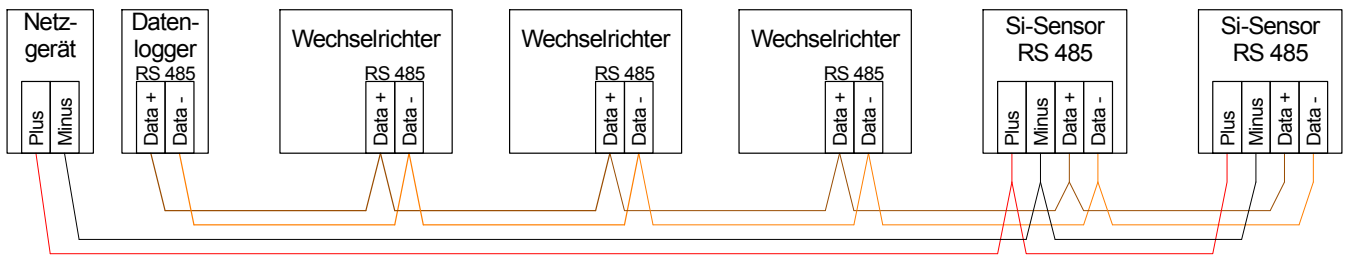 Netz-
gerät
Plus
Minus
Daten-
logger
RS 485
Data +
Data -
Wechselrichter
RS 485
Data +
Data -
Wechselrichter
RS 485
Data +
Data -
Wechselrichter
RS 485
Data +
Data -
Si-Sensor
RS 485
Plus
Minus
Data +
Data -
Si-Sensor
RS 485
Plus
Minus
Data +
Data -